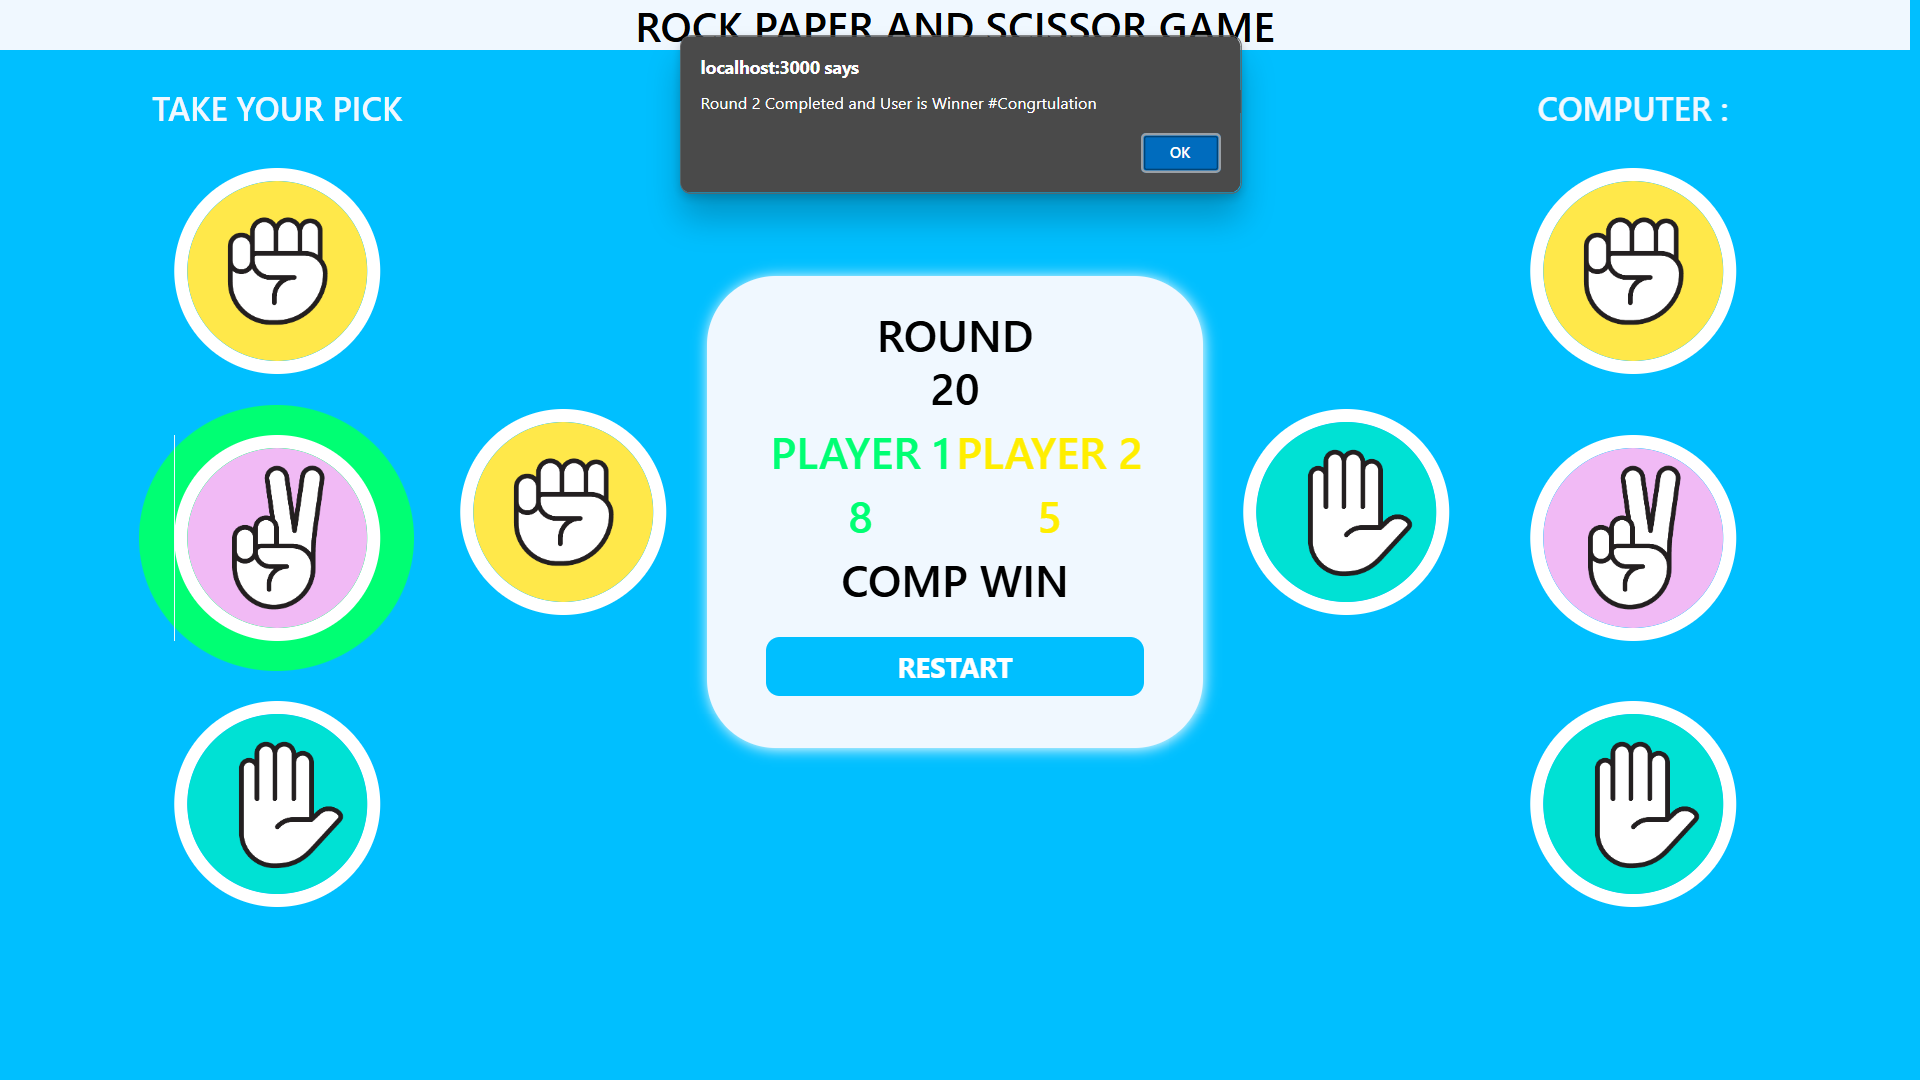 ROCK PAPER AND SCISSOR GAME
localhost:3000 says
Round 2 Completed and User is Winner #Congrtulation
OK
TAKE YOUR PICK
COMPUTER :
ROUND
20
PLAYER 1 PLAYER 2
8 5
COMP WIN
RESTART